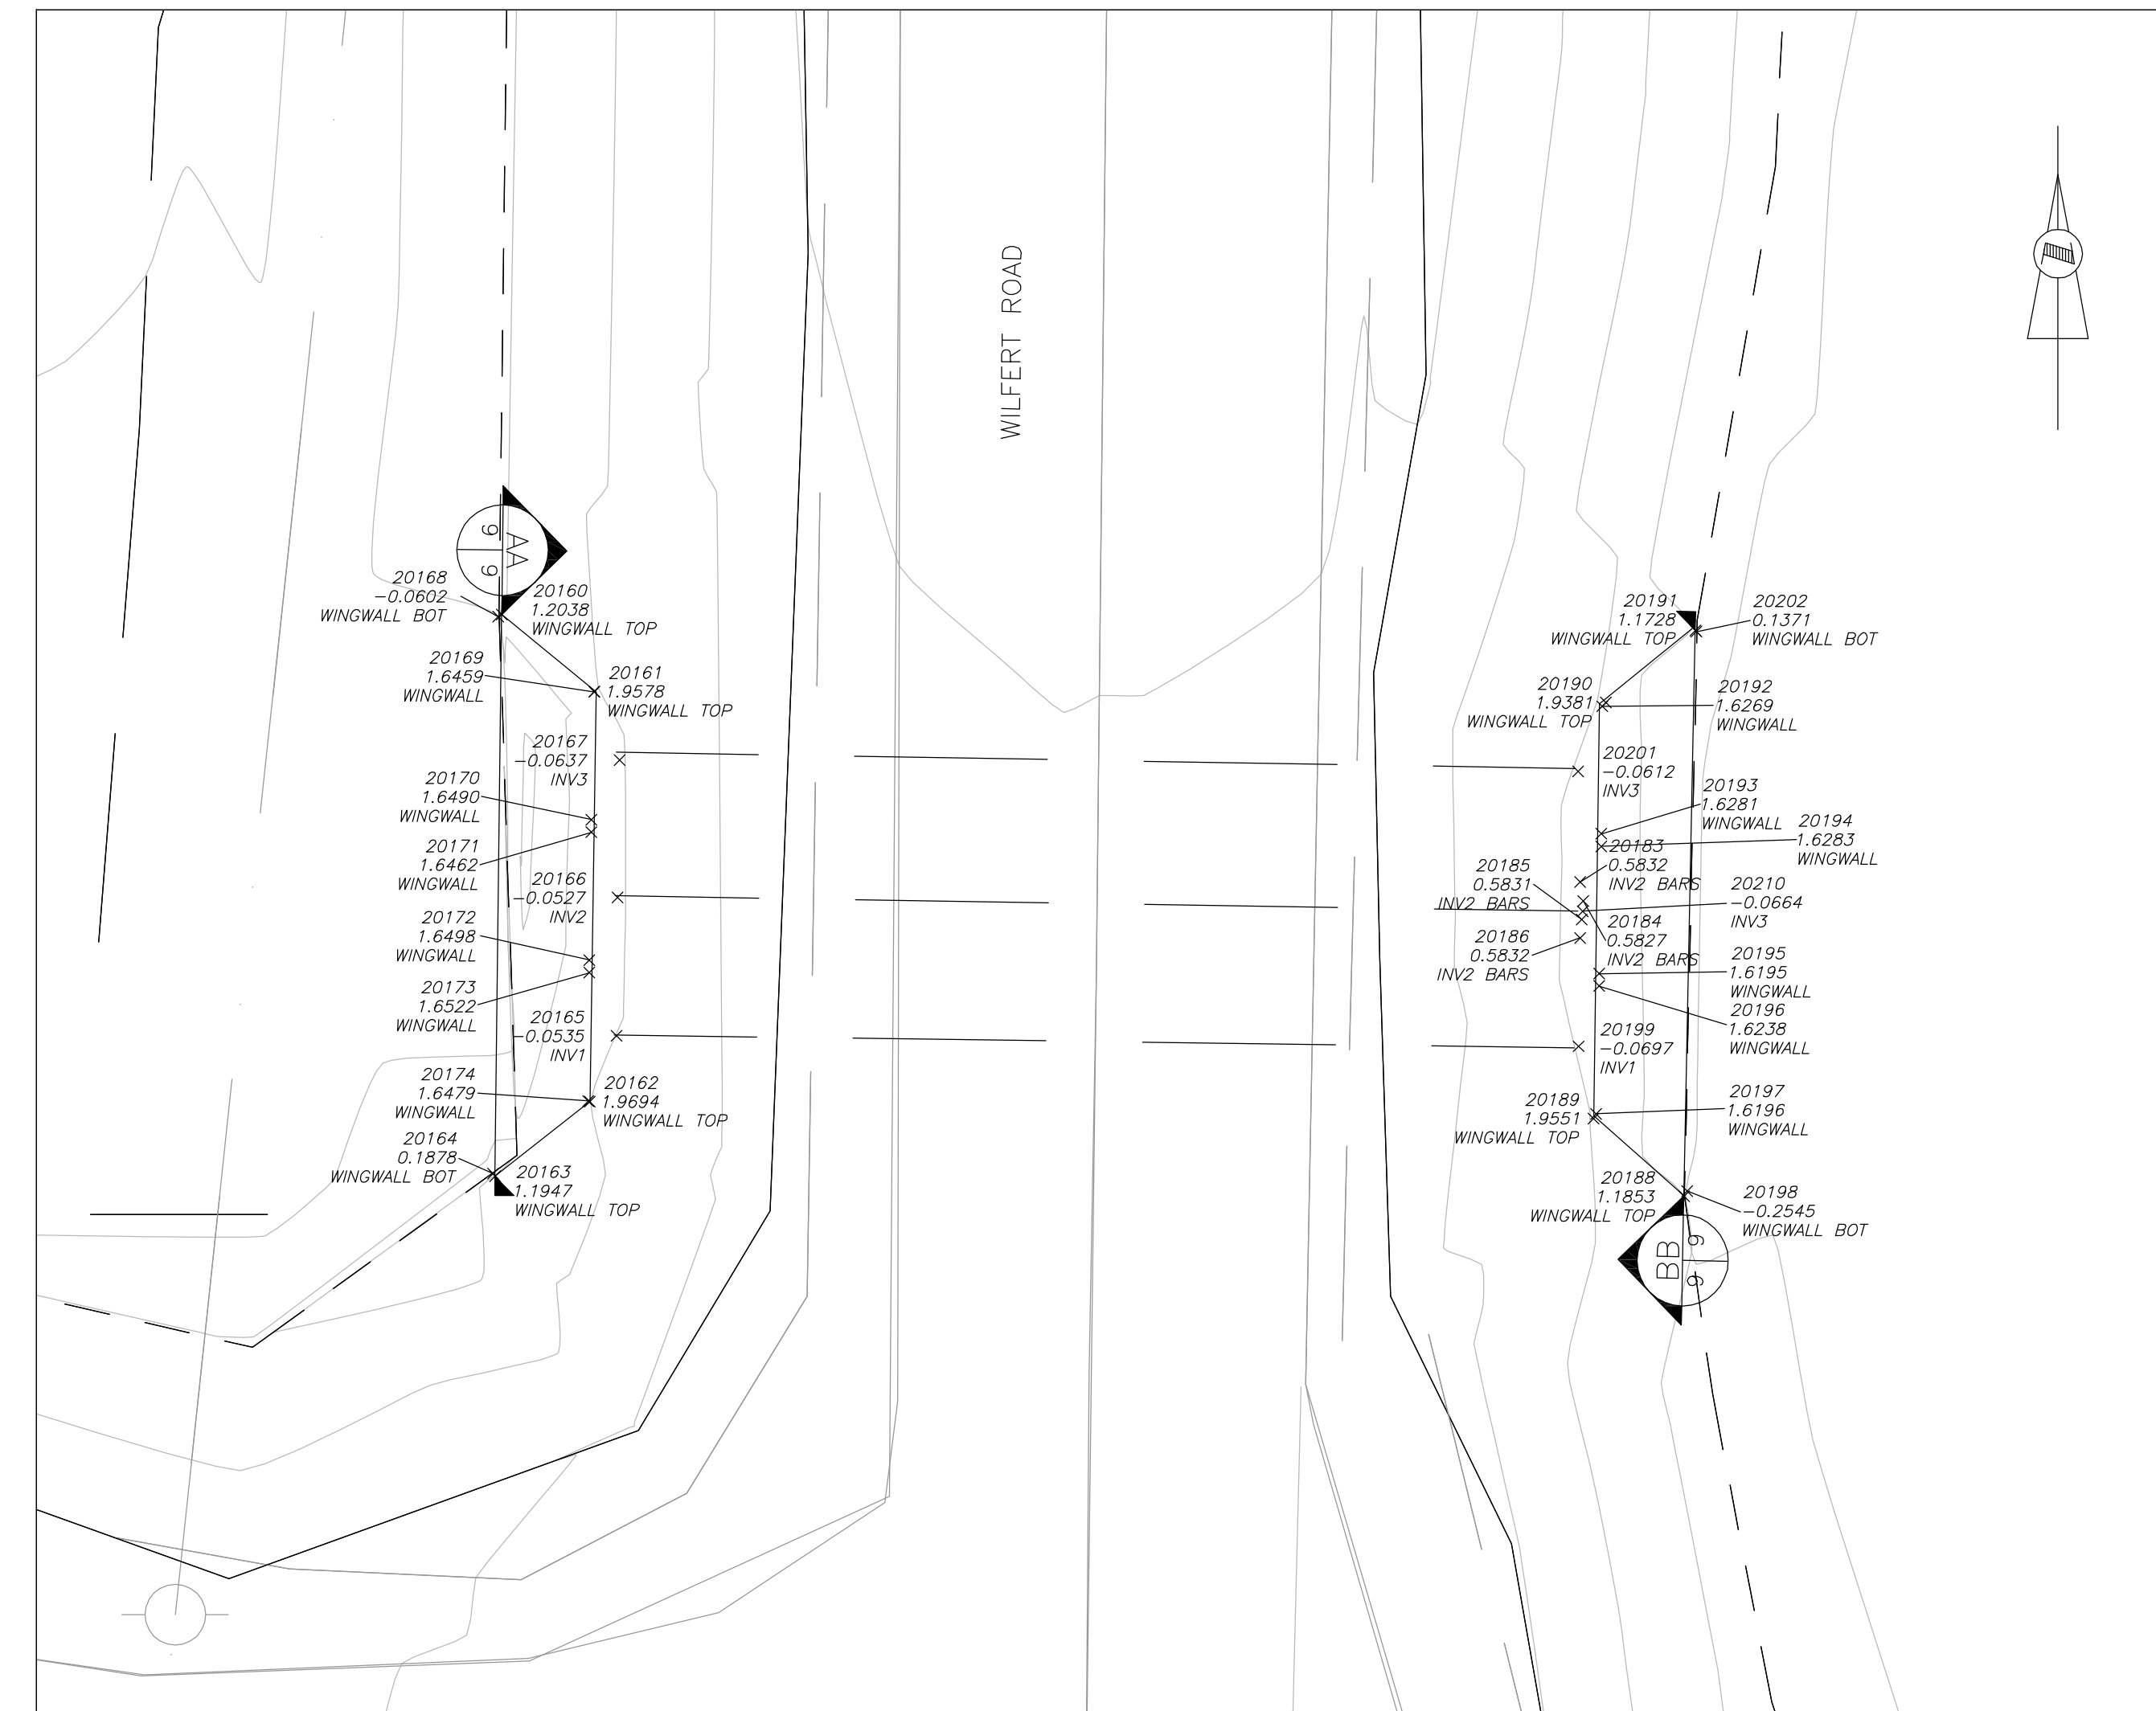 WILFERT ROAD
9
9
AA
20168
-0.0602
WINGWALL BOT
20160
1.2038
WINGWALL TOP
20169
1.6459
WINGWALL
20161
1.9578
WINGWALL TOP
20167
-0.0637
INV3
20170
1.6490
WINGWALL
20171
1.6462
WINGWALL
20166
-0.0527
INV2
20172
1.6498
WINGWALL
20173
1.6522
WINGWALL
20165
-0.0535
INV1
20174
1.6479
WINGWALL
20162
1.9694
WINGWALL TOP
20164
0.1878
WINGWALL BOT
20163
1.1947
WINGWALL TOP
20191
1.1728
WINGWALL TOP
20202
0.1371
WINGWALL BOT
20190
1.9381
WINGWALL TOP
20192
1.6269
WINGWALL
20201
-0.0612
INV3
20193
1.6281
WINGWALL
20194
1.6283
WINGWALL
20183
0.5832
INV2 BARS
20185
0.5831
INV2 BARS
20210
-0.0664
INV3
20184
0.5827
INV2 BARS
20186
0.5832
INV2 BARS
20195
1.6195
WINGWALL
20196
1.6238
WINGWALL
20199
-0.0697
INV1
20197
1.6196
WINGWALL
20189
1.9551
WINGWALL TOP
20188
1.1853
WINGWALL TOP
20198
-0.2545
WINGWALL BOT
BB
9
9